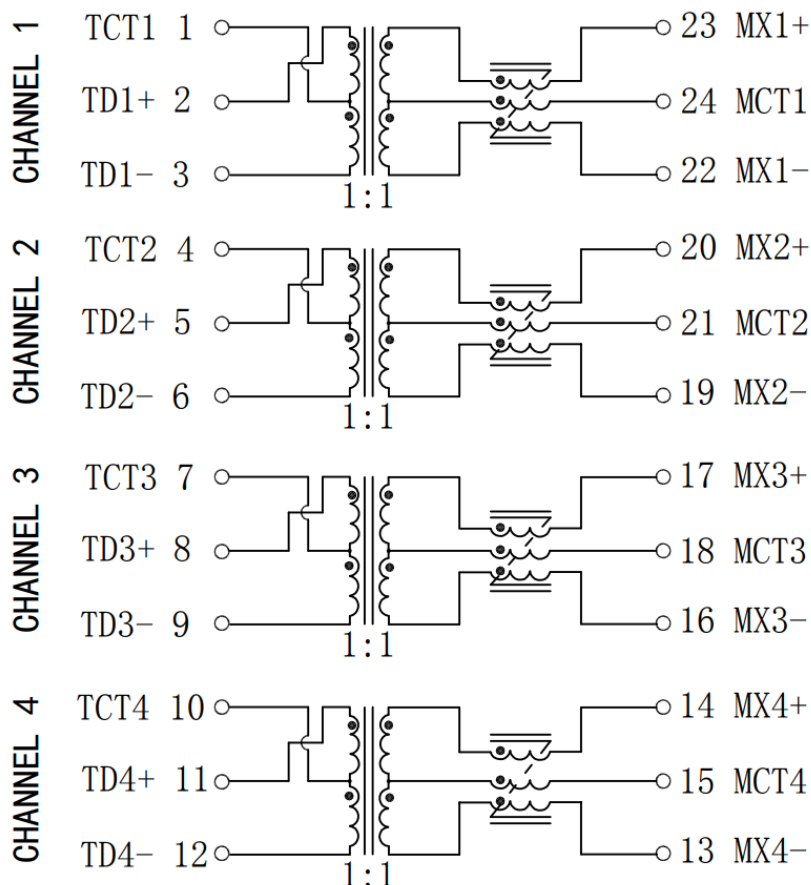 CHANNEL 1
TCT1 1
23 MX1+
TD1+ 2
24 MCT1
TD1- 3
22 MX1-
1:1
CHANNEL 2
TCT2 4
20 MX2+
TD2+ 5
21 MCT2
TD2- 6
19 MX2-
1:1
CHANNEL 3
TCT3 7
17 MX3+
TD3+ 8
18 MCT3
TD3- 9
16 MX3-
1:1
CHANNEL 4
TCT4 10
14 MX4+
TD4+ 11
15 MCT4
TD4- 12
13 MX4-
1:1